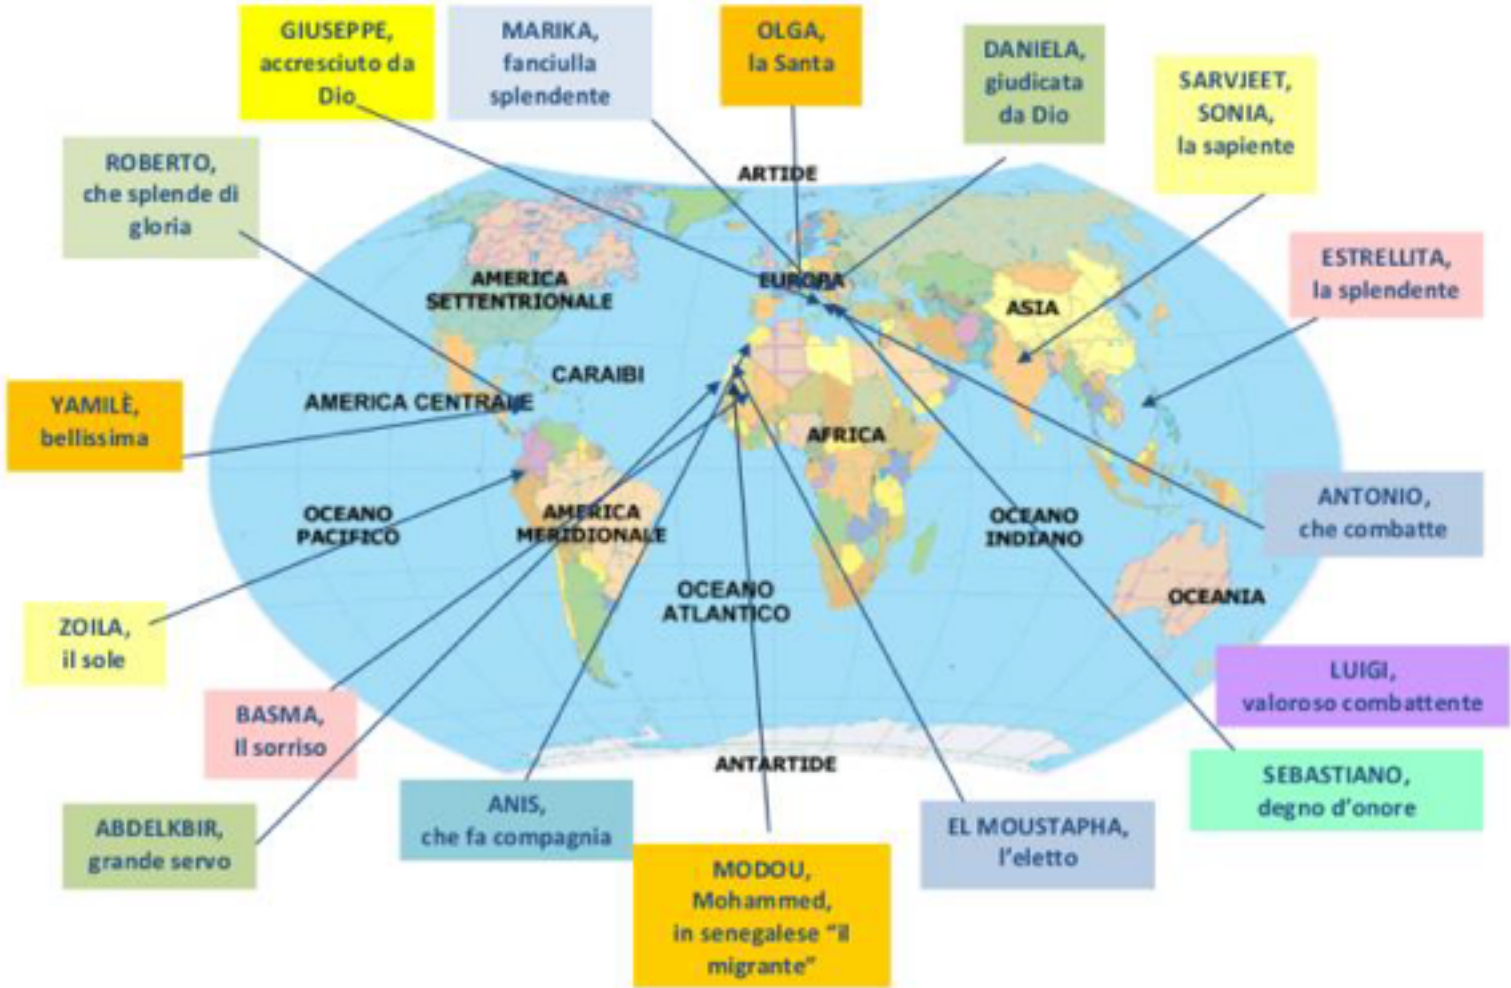 GIUSEPPE,
accresciuto da
Dio
MARIKA,
fanciulla
splendente
OLGA,
la Santa
DANIELA,
giudicata
da Dio
SARVJEET,
SONIA,
la sapiente
ROBERTO,
che splende di
gloria
ESTRELLITA,
la splendente
YAMILÈ,
bellissima
ANTONIO,
che combatte
ZOILA,
il sole
LUIGI,
valoroso combattente
BASMA,
Il sorriso
SEBASTIANO,
degno d'onore
ABDELKBIR,
grande servo
ANIS,
che fa compagnia
MODOU,
Mohammed,
in senegalese "il
migrante"
EL MOUSTAPHA,
l'eletto
ARTIDE
AMERICA
SETTENTRIONALE
EUROPA
ASIA
CARAIBI
AMERICA CENTRALE
AFRICA
OCEANO
PACIFICO
AMERICA
MERIDIONALE
OCEANO
INDIANO
OCEANO
ATLANTICO
OCEANIA
ANTARTIDE